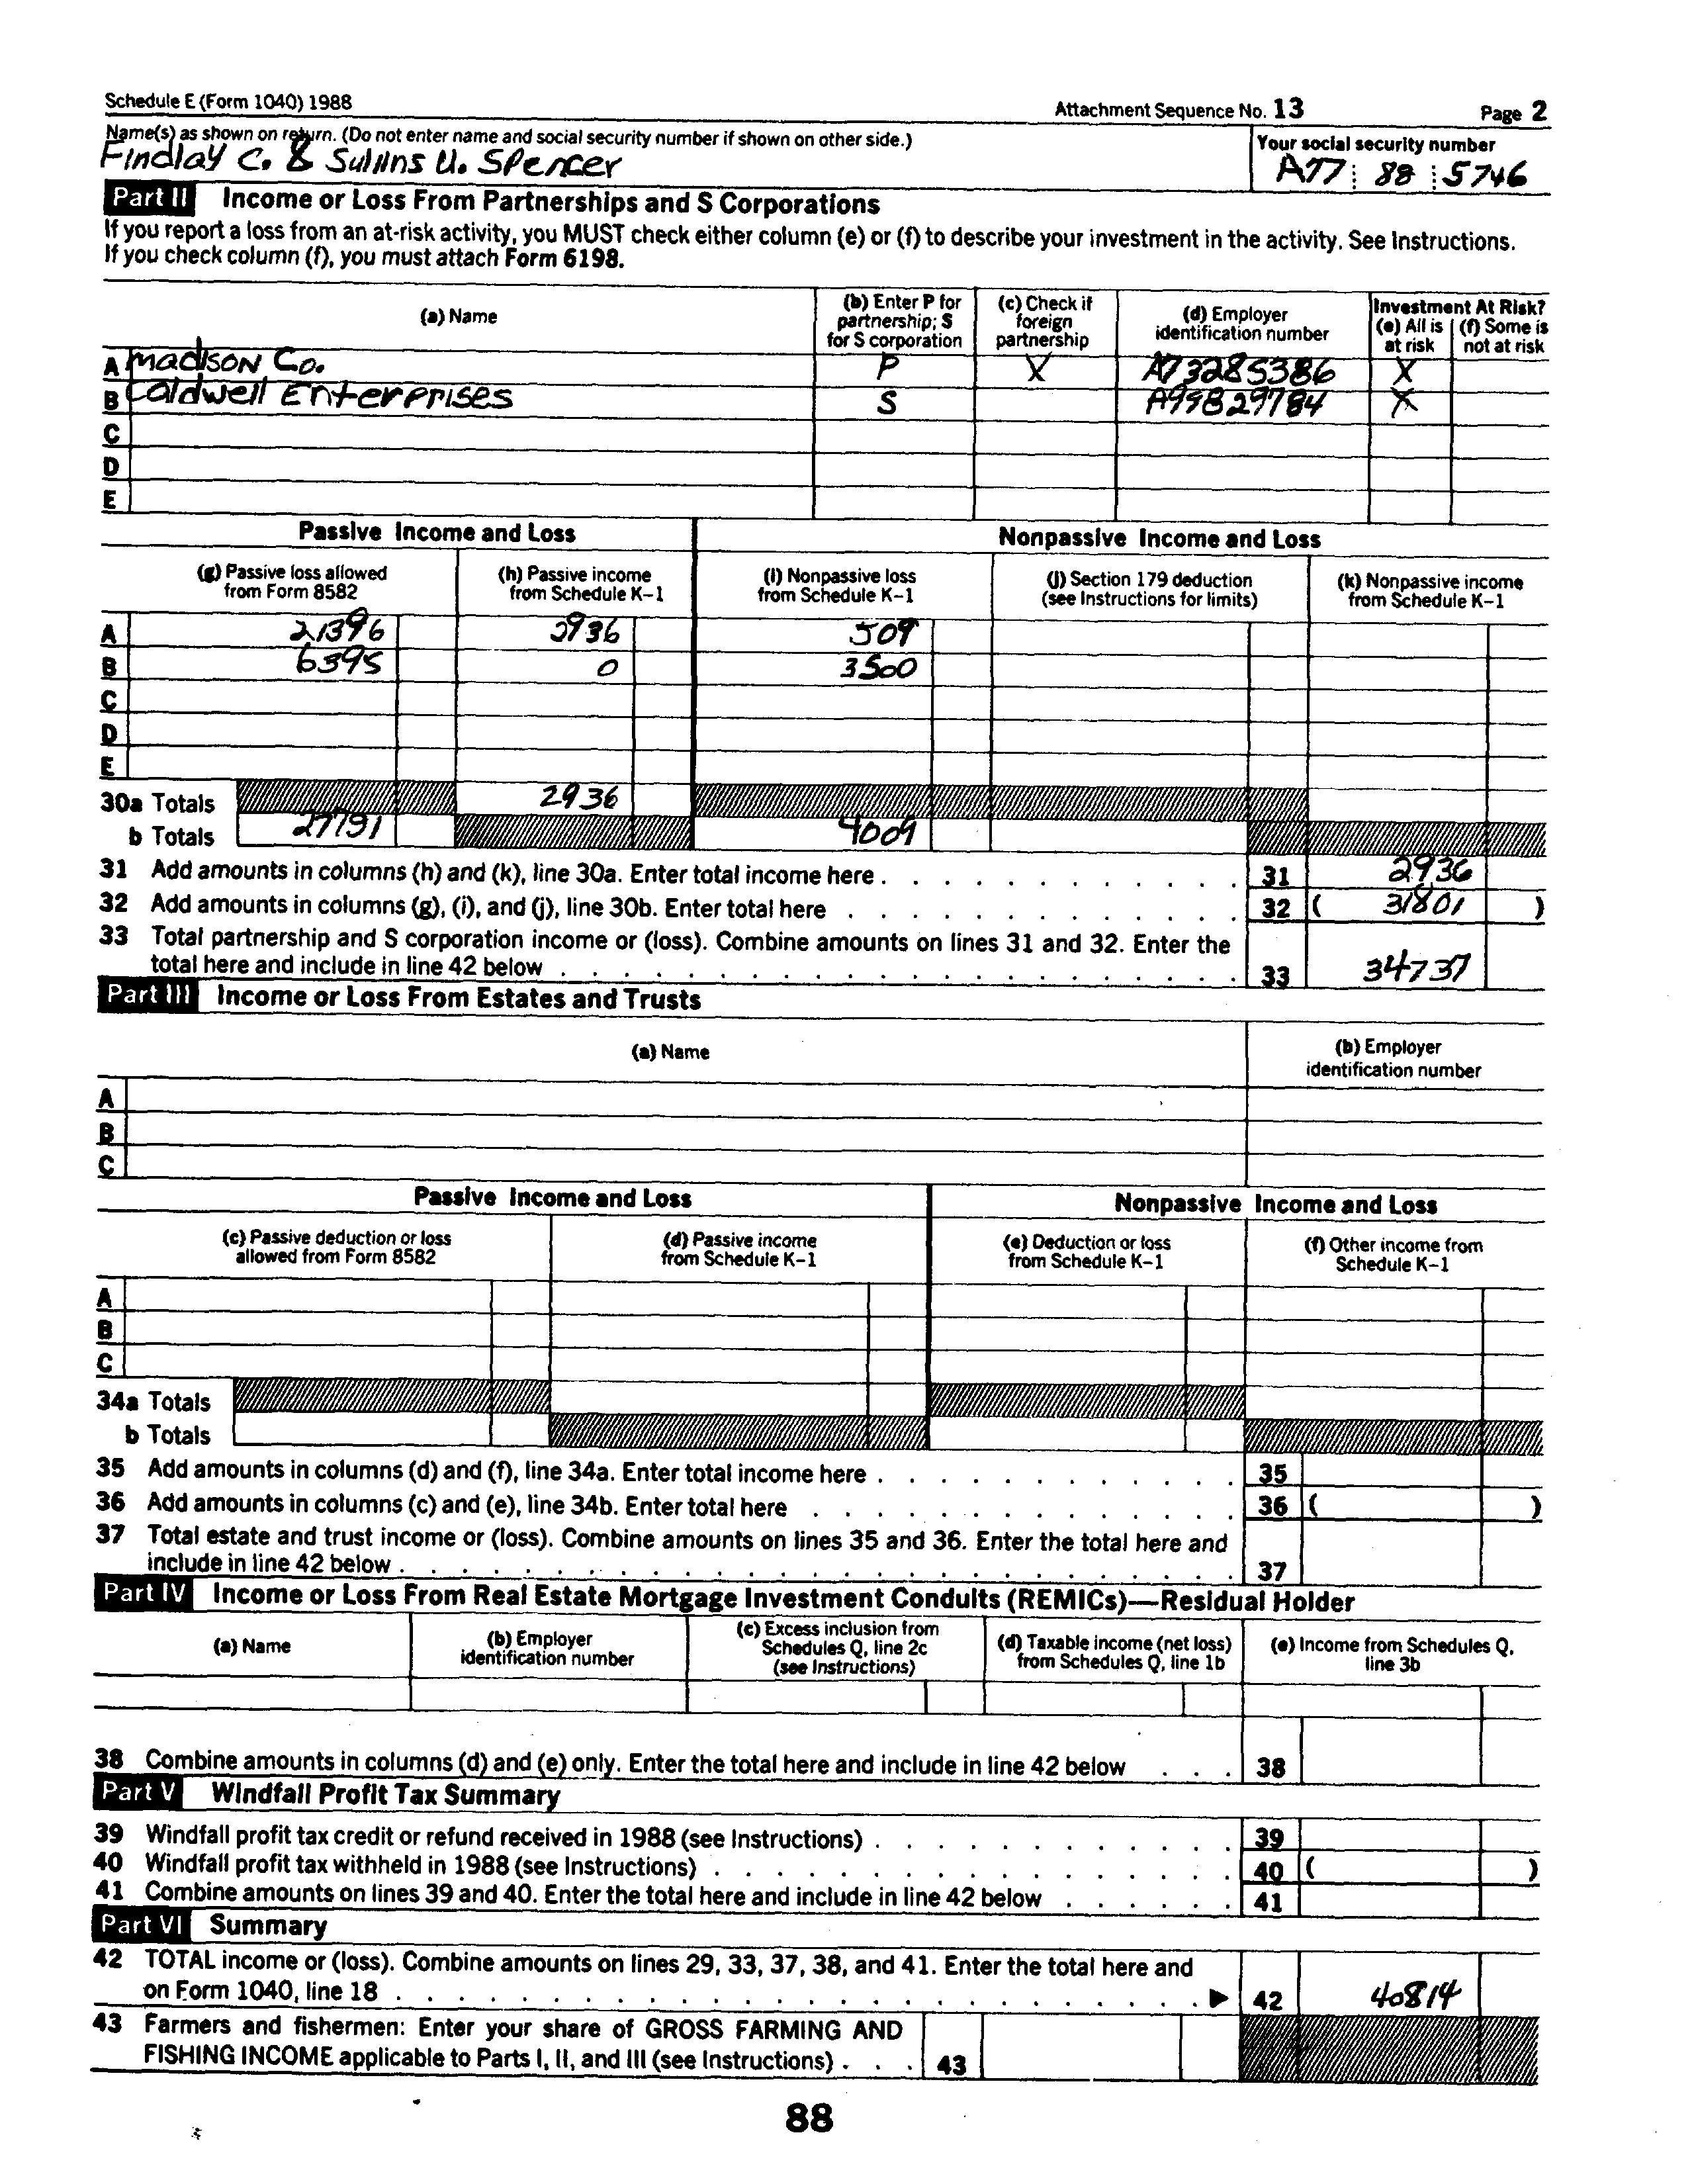 Schedule E (Form 1040) 1988 Attachment Sequence No. 13 Page 2
Name(s) as shown on return. (Do not enter name and social security number if shown on other side.) Your social security number
Findlay C. & Sullins U. Spencer A77 88 5746
Part II Income or Loss From Partnerships and S Corporations
If you report a loss from an at-risk activity, you MUST check either column (e) or (f) to describe your investment in the activity. See Instructions.
If you check column (f), you must attach Form 6198.
(a) Name (b) Enter P for partnership; S for S corporation (c) Check if foreign partnership (d) Employer identification number Investment At Risk? (e) All is at risk (f) Some is not at risk
A Madison Co. P X A73285386 X
B Caldwell Enterprises S A99829784 X
C
D
E
Passive Income and Loss Nonpassive Income and Loss
(g) Passive loss allowed from Form 8582 (h) Passive income from Schedule K-1 (i) Nonpassive loss from Schedule K-1 (j) Section 179 deduction (see Instructions for limits) (k) Nonpassive income from Schedule K-1
A 21396 2936 509
B 6395 0 3500
C
D
E
30a Totals 2936
b Totals 27791 4009
31 Add amounts in columns (h) and (k), line 30a. Enter total income here . 31 2936
32 Add amounts in columns (g), (i), and (j), line 30b. Enter total here . 32 ( 31801 )
33 Total partnership and S corporation income or (loss). Combine amounts on lines 31 and 32. Enter the
total here and include in line 42 below . 33 34737
Part III Income or Loss From Estates and Trusts
(a) Name (b) Employer identification number
A
B
C
Passive Income and Loss Nonpassive Income and Loss
(c) Passive deduction or loss allowed from Form 8582 (d) Passive income from Schedule K-1 (e) Deduction or loss from Schedule K-1 (f) Other income from Schedule K-1
A
B
C
34a Totals
b Totals
35 Add amounts in columns (d) and (f), line 34a. Enter total income here . 35
36 Add amounts in columns (c) and (e), line 34b. Enter total here . 36 ( )
37 Total estate and trust income or (loss). Combine amounts on lines 35 and 36. Enter the total here and
include in line 42 below . 37
Part IV Income or Loss From Real Estate Mortgage Investment Conduits (REMICs)—Residual Holder
(a) Name (b) Employer identification number (c) Excess inclusion from Schedules Q, line 2c (see Instructions) (d) Taxable income (net loss) from Schedules Q, line 1b (e) Income from Schedules Q, line 3b
38 Combine amounts in columns (d) and (e) only. Enter the total here and include in line 42 below . 38
Part V Windfall Profit Tax Summary
39 Windfall profit tax credit or refund received in 1988 (see Instructions) . 39
40 Windfall profit tax withheld in 1988 (see Instructions) . 40 ( )
41 Combine amounts on lines 39 and 40. Enter the total here and include in line 42 below . 41
Part VI Summary
42 TOTAL income or (loss). Combine amounts on lines 29, 33, 37, 38, and 41. Enter the total here and
on Form 1040, line 18 . ▶ 42 40814
43 Farmers and fishermen: Enter your share of GROSS FARMING AND
FISHING INCOME applicable to Parts I, II, and III (see Instructions) . 43
88